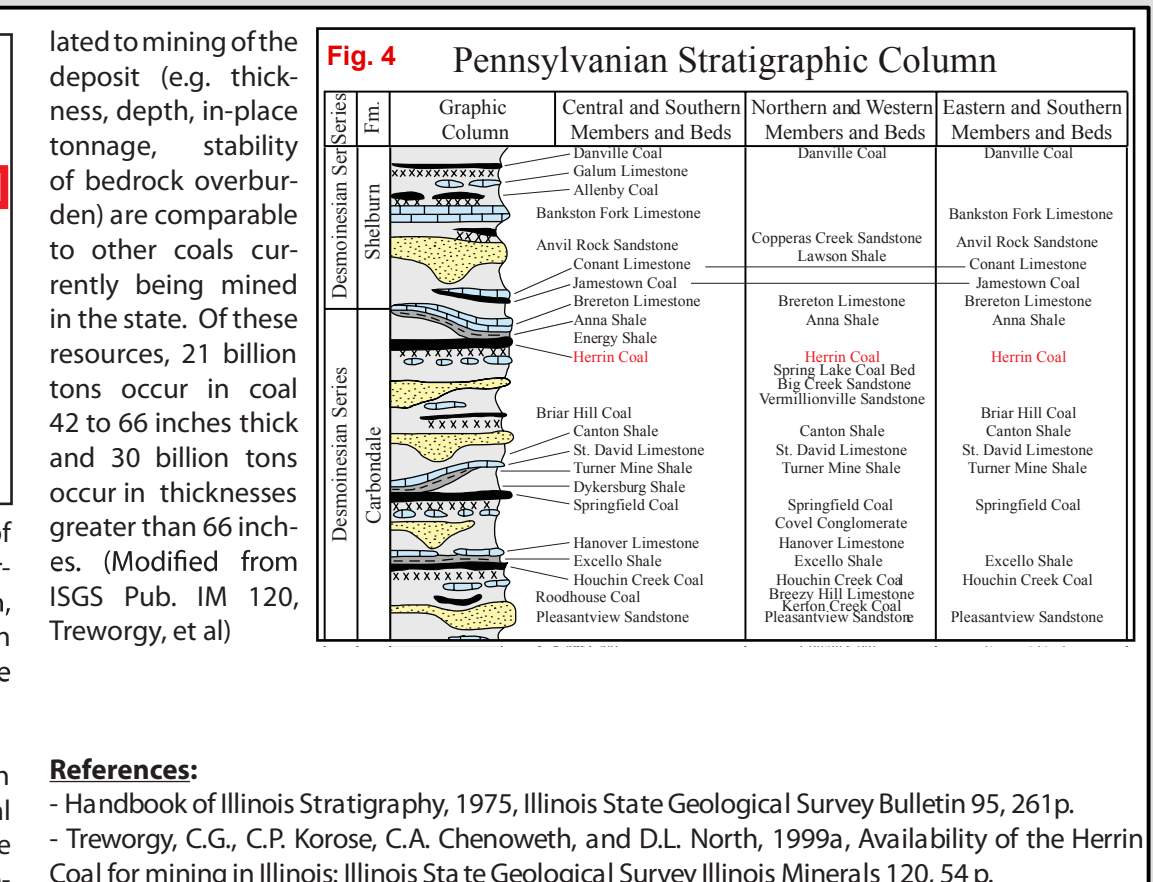 lated to mining of the
deposit (e.g. thick-
ness, depth, in-place
tonnage, stability
of bedrock overbur-
den) are comparable
to other coals cur-
rently being mined
in the state. Of these
resources, 21 billion
tons occur in coal
42 to 66 inches thick
and 30 billion tons
occur in thicknesses
greater than 66 inch-
es. (Modified from
ISGS Pub. IM 120,
Treworgy, et al)
Fig. 4
Pennsylvanian Stratigraphic Column
Series
Fm.
Graphic
Column
Central and Southern
Members and Beds
Northern and Western
Members and Beds
Eastern and Southern
Members and Beds
Desmoinesian Ser
Shelburn
Desmoinesian Series
Carbondale
Danville Coal
Galum Limestone
Allenby Coal
Bankston Fork Limestone
Anvil Rock Sandstone
Conant Limestone
Jamestown Coal
Brereton Limestone
Anna Shale
Energy Shale
Herrin Coal
Briar Hill Coal
Canton Shale
St. David Limestone
Turner Mine Shale
Dykersburg Shale
Springfield Coal
Hanover Limestone
Excello Shale
Houchin Creek Coal
Roodhouse Coal
Pleasantview Sandstone
Danville Coal
Copperas Creek Sandstone
Lawson Shale
Brereton Limestone
Anna Shale
Herrin Coal
Spring Lake Coal Bed
Big Creek Sandstone
Vermillionville Sandstone
Canton Shale
St. David Limestone
Turner Mine Shale
Springfield Coal
Covel Conglomerate
Hanover Limestone
Excello Shale
Houchin Creek Coal
Breezy Hill Limestone
Kerton Creek Coal
Pleasantview Sandstone
Danville Coal
Bankston Fork Limestone
Anvil Rock Sandstone
Conant Limestone
Jamestown Coal
Brereton Limestone
Anna Shale
Herrin Coal
Briar Hill Coal
Canton Shale
St. David Limestone
Turner Mine Shale
Springfield Coal
Excello Shale
Houchin Creek Coal
Pleasantview Sandstone
References:
- Handbook of Illinois Stratigraphy, 1975, Illinois State Geological Survey Bulletin 95, 261p.
- Treworgy, C.G., C.P. Korose, C.A. Chenoweth, and D.L. North, 1999a, Availability of the Herrin
Coal for mining in Illinois: Illinois State Geological Survey Illinois Minerals 120, 54 p.